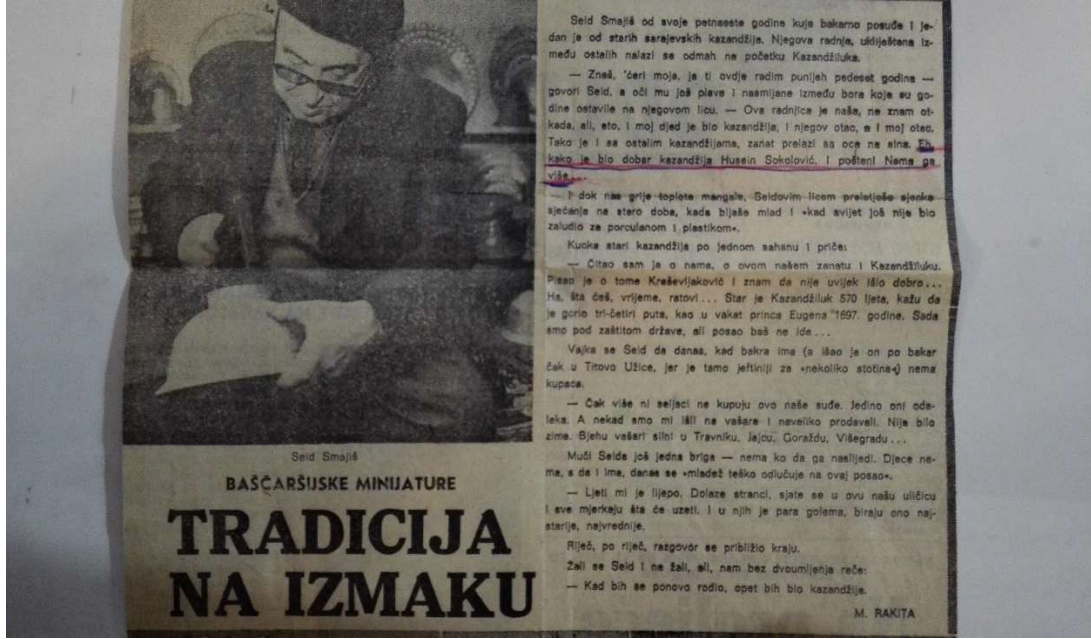 Seid Smajiš
BAŠČARŠIJSKE MINIJATURE
TRADICIJA
NA IZMAKU
Seid Smajiš od svoje petnaeste godine kuje bakarno posuđe i je-
dan je od starih sarajevskih kazandžija. Njegova radnja, ukliještena iz-
među ostalih nalazi se odmah na početku Kazandžiluka.
— Znaš, 'ćeri moja, ja ti ovdje radim punijeh pedeset godina —
govori Seid, a oči mu još plave i nasmijane između bora koje su go-
dine ostavile na njegovom licu. — Ova radnjica je naša, ne znam ot-
kada, ali, eto, i moj djed je bio kazandžija, i njegov otac, a i moj otac.
Tako je i sa ostalim kazandžijama, zanat prelazi sa oca na sina. Eh,
kako je bio dobar kazandžija Husein Sokolović, i pošten! Nema ga
više...
— I dok nas grije toplota mangale, Seidovim licem preletješe sjenke
sjećanja na staro doba, kada bijaše mlad i »kad svijet još nije bio
zaludio za porculanom i plastikom«.
Kucka stari kazandžija po jednom sahanu i priča:
— Čitao sam ja o nama, o ovom našem zanatu i Kazandžiluku.
Pisao je o tome Kreševljaković i znam da nije uvijek išlo dobro...
Ha, šta ćeš, vrijeme, ratovi... Star je Kazandžiluk 570 ljeta, kažu da
je gorio tri-četiri puta, kao u vakat princa Eugena 1697. godine. Sada
smo pod zaštitom države, ali posao baš ne ide...
Vajka se Seid da danas, kad bakra ima (a išao je on po bakar
čak u Titovo Užice, jer je tamo jeftiniji za »nekoliko stotina«) nema
kupaca.
— Čak više ni seljaci ne kupuju ovo naše suđe. Jedino oni oda-
leka. A nekad smo mi išli na vašare i naveliko prodavali. Nije bilo
zime. Bjehu vašari silni u Travniku, Jajcu, Goraždu, Višegradu...
Muči Seida još jedna briga — nema ko da ga naslijedi. Djece ne-
ma, a da i ima, danas se »mladež teško odlučuje na ovaj posao«.
— Ljeti mi je lijepo. Dolaze stranci, sjate se u ovu našu uličicu
i sve mjerkaju šta će uzeti. I u njih je para golema, biraju ono naj-
starije, najvrednije.
Riječ, po riječ, razgovor se približio kraju.
Žali se Seid i ne žali, ali, nam bez dvoumljenja reče:
— Kad bih se ponovo rodio, opet bih bio kazandžija.
M. RAKITA